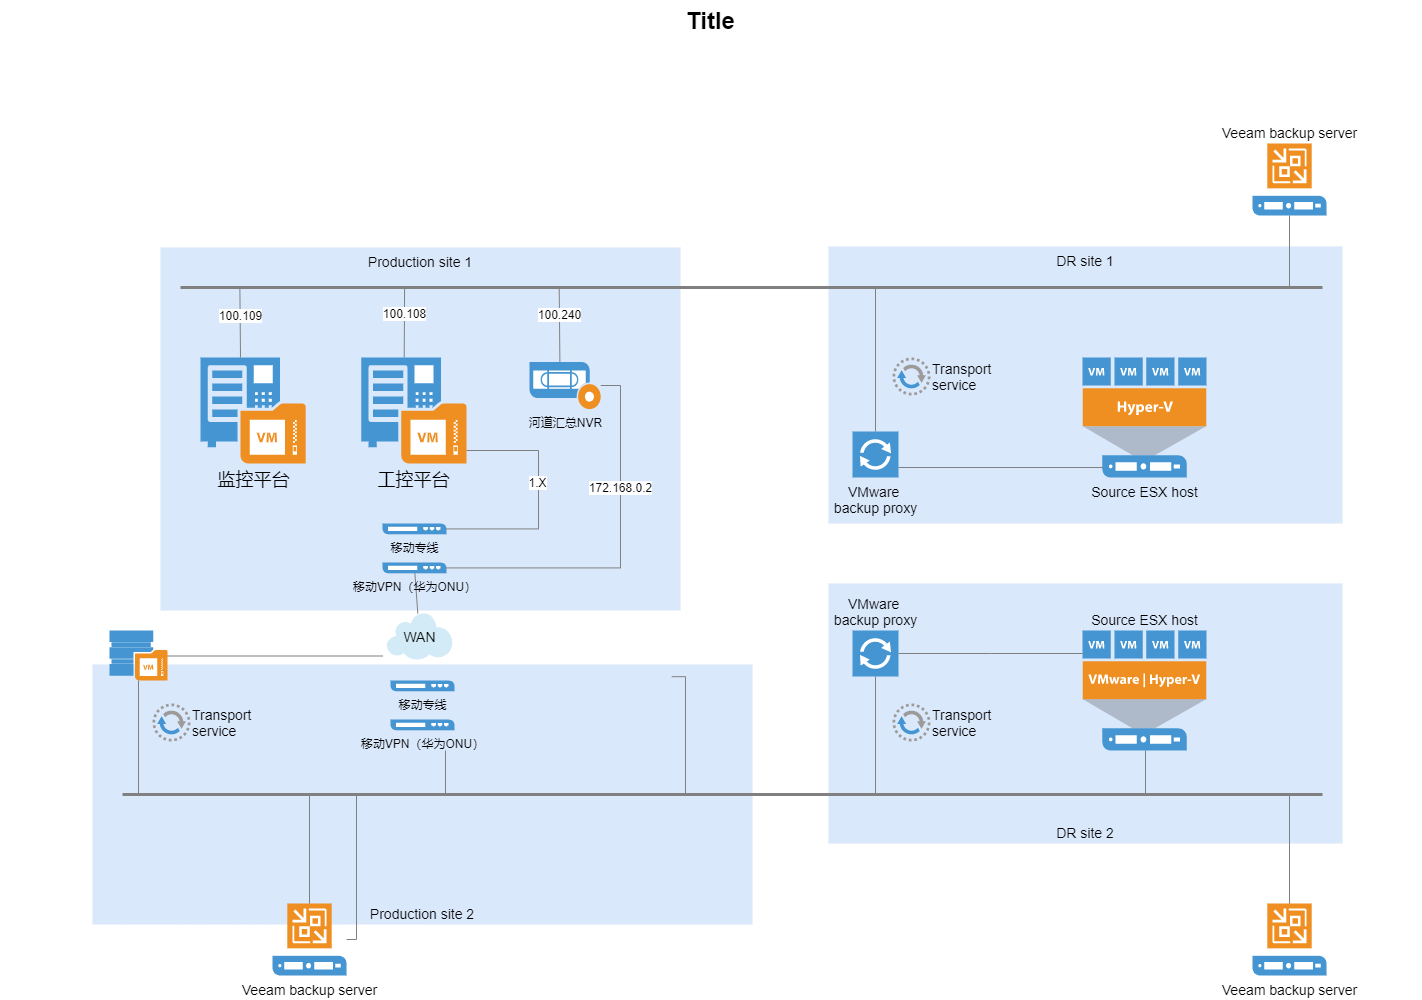 Title
Veeam backup server
Production site 1
DR site 1
100.109
100.108
100.240
Transport
service
VM
VM
VM
VM
Hyper-V
VM
监控平台
VM
工控平台
河道汇总NVR
1.X
172.168.0.2
VMware
backup proxy
Source ESX host
移动专线
移动VPN（华为ONU）
WAN
VMware
backup proxy
Source ESX host
VM
VM
VM
VM
VMware | Hyper-V
VM
移动专线
移动VPN（华为ONU）
Transport
service
Transport
service
DR site 2
Production site 2
Veeam backup server
Veeam backup server